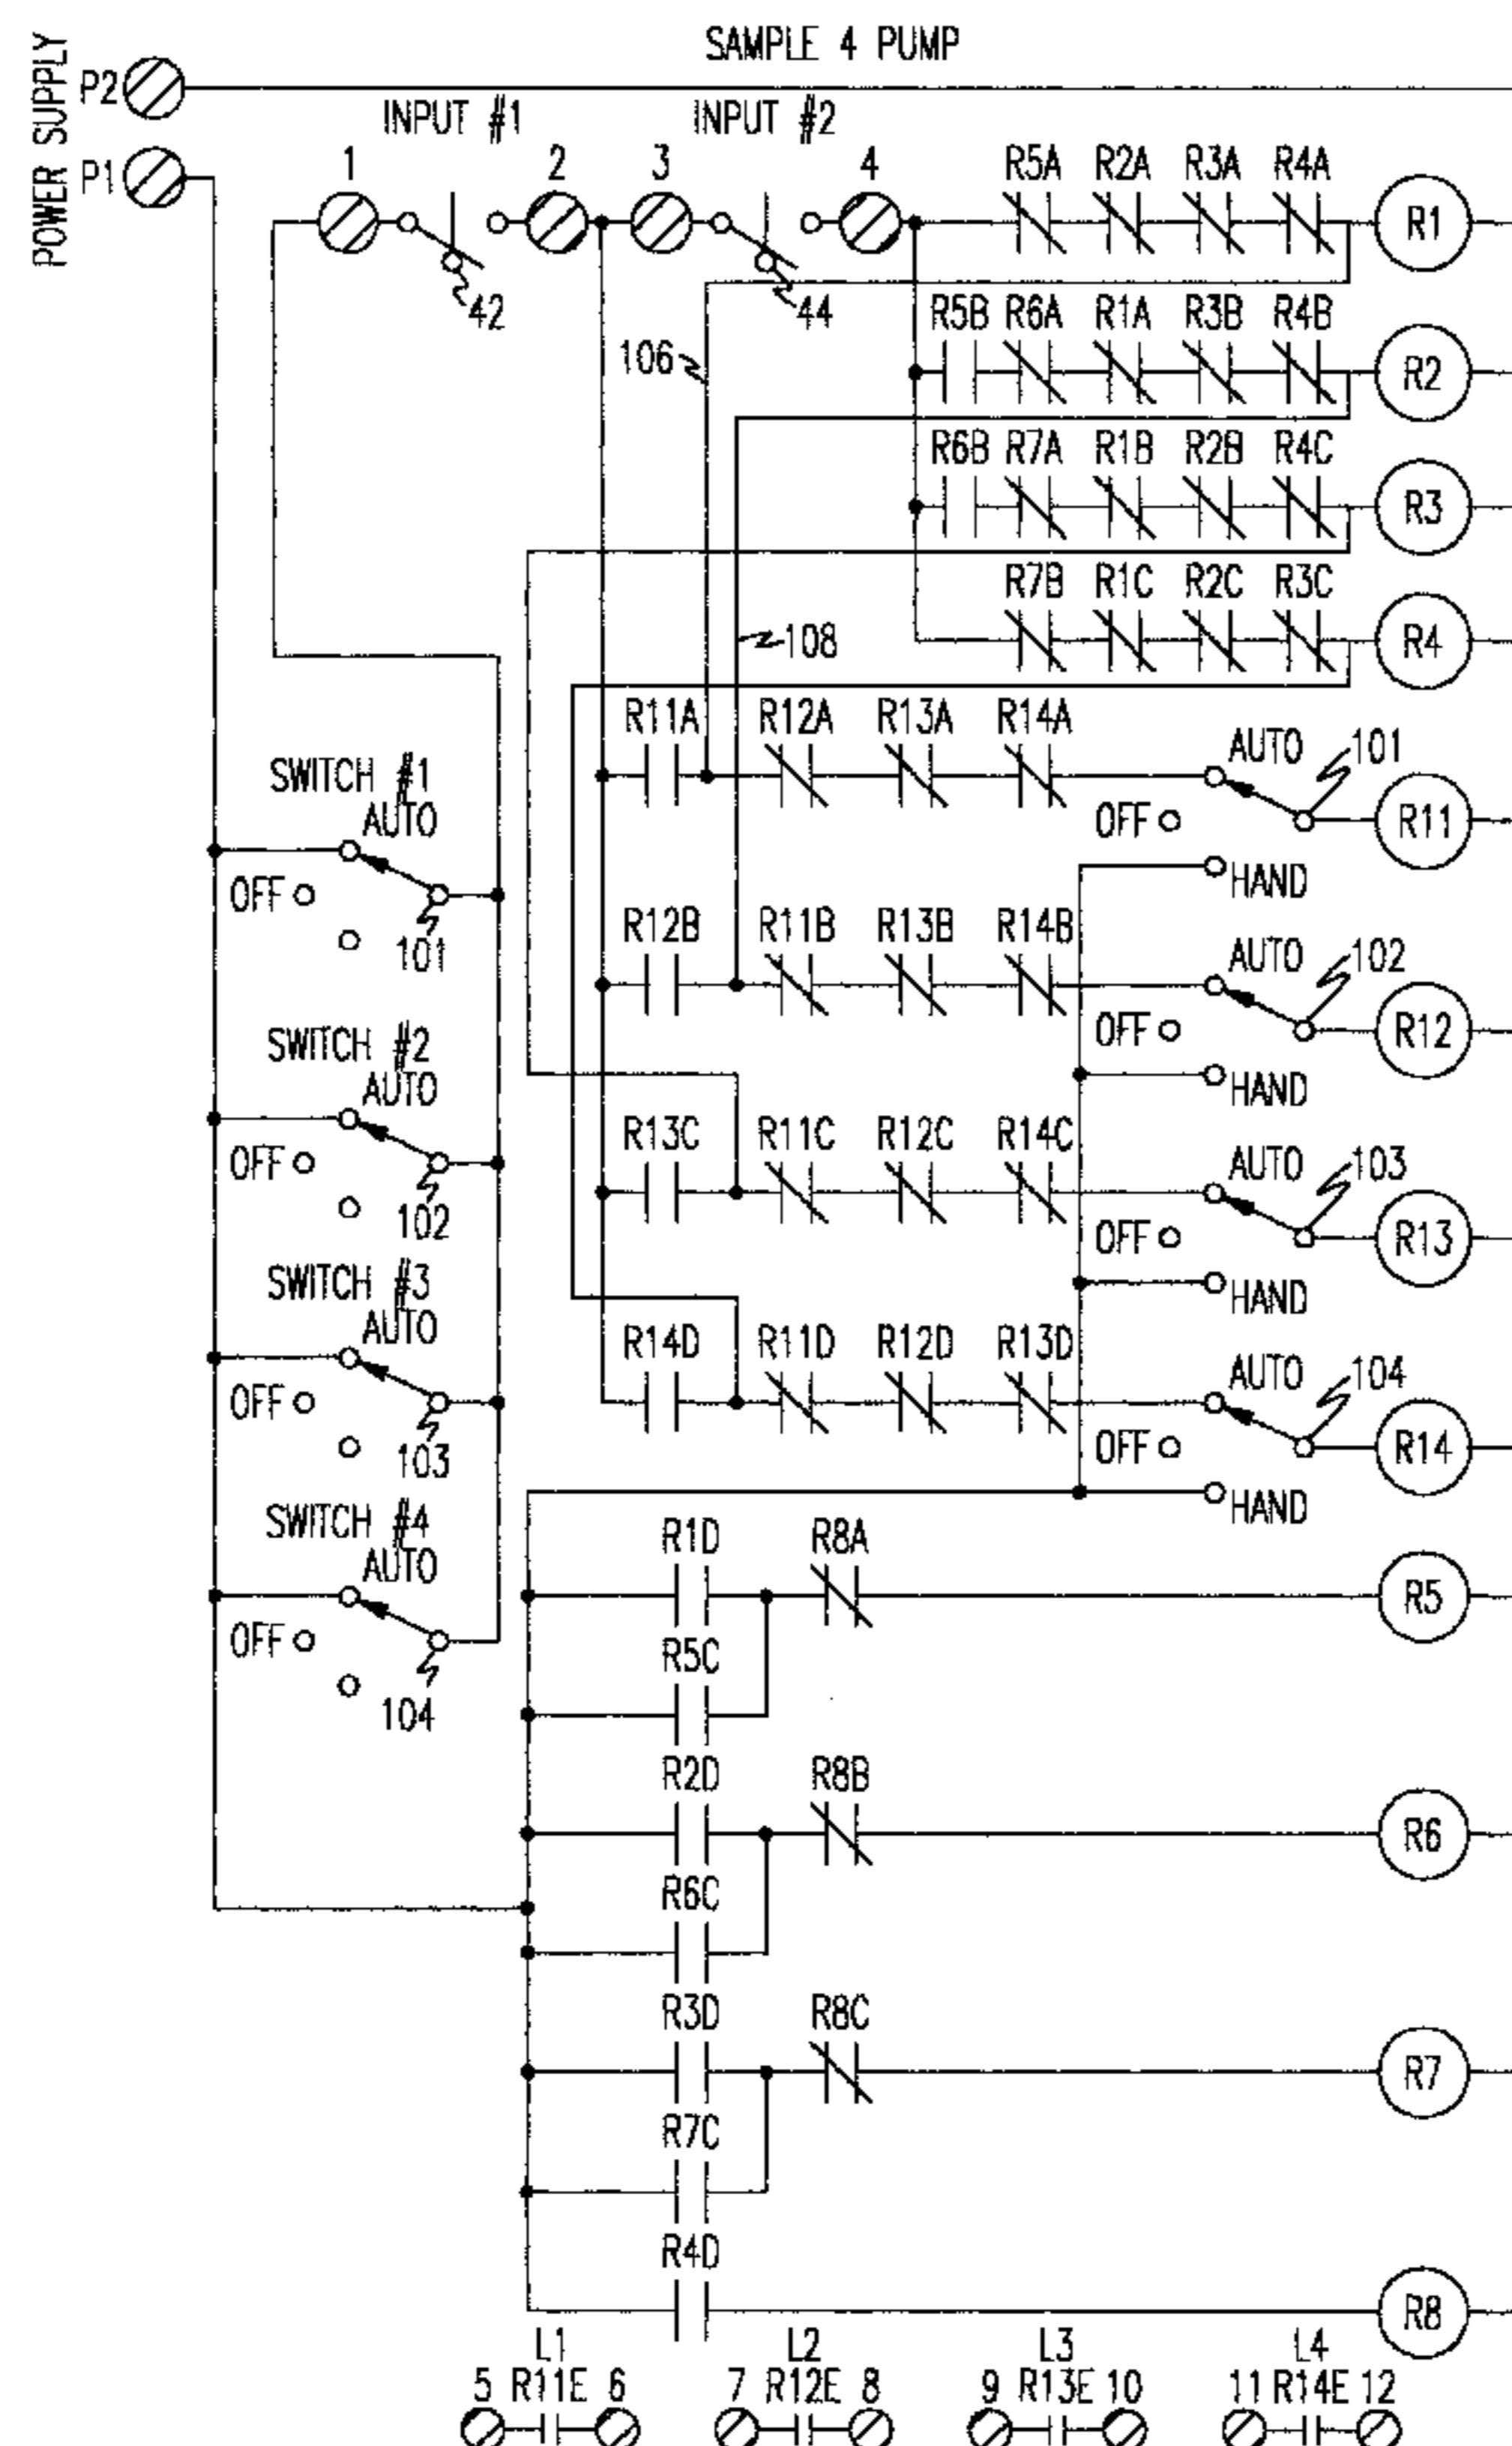 SAMPLE 4 PUMP
POWER SUPPLY
P2
P1
INPUT #1
INPUT #2
1
2
3
4
R5A R2A R3A R4A
R1
42
44
106
R5B R6A R1A R3B R4B
R2
R6B R7A R1B R2B R4C
R3
108
R7B R1C R2C R3C
R4
R11A R12A R13A R14A
AUTO
101
OFF
R11
HAND
SWITCH #1
AUTO
OFF
101
R12B R11B R13B R14B
AUTO
102
OFF
R12
HAND
SWITCH #2
AUTO
OFF
102
R13C R11C R12C R14C
AUTO
103
OFF
R13
HAND
SWITCH #3
AUTO
OFF
103
R14D R11D R12D R13D
AUTO
104
OFF
R14
HAND
SWITCH #4
AUTO
OFF
104
R1D R8A
R5
R5C
R2D R8B
R6
R6C
R3D R8C
R7
R7C
R4D
R8
L1
5 R11E 6
L2
7 R12E 8
L3
9 R13E 10
L4
11 R14E 12